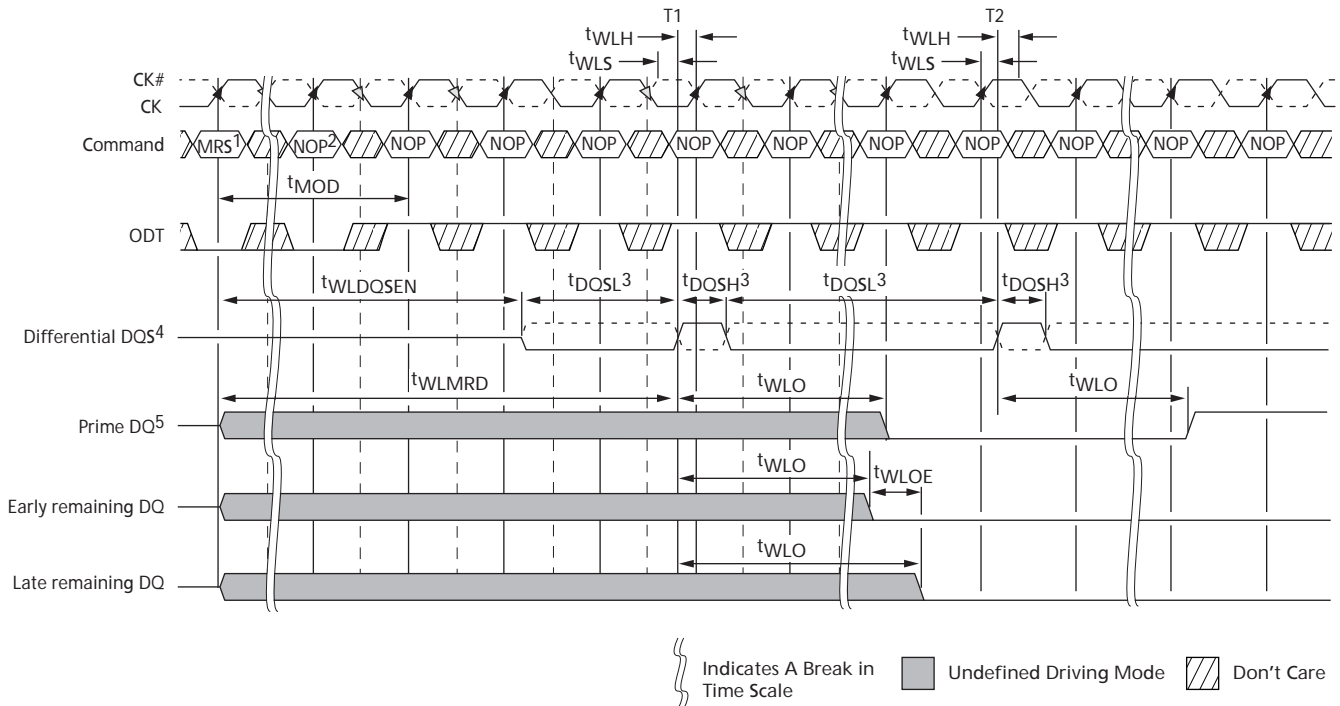 T1 T2
tWLH tWLH
tWLS tWLS
CK#
CK
Command MRS1 NOP2 NOP NOP NOP NOP NOP NOP NOP NOP NOP NOP
tMOD
ODT
tWLDQSEN tDQSL3 tDQSH3 tDQSL3 tDQSH3
Differential DQS4
tWLMRD tWLO tWLO
Prime DQ5
tWLO tWLOE
Early remaining DQ
tWLO
Late remaining DQ
Indicates A Break in
Time Scale
Undefined Driving Mode
Don't Care